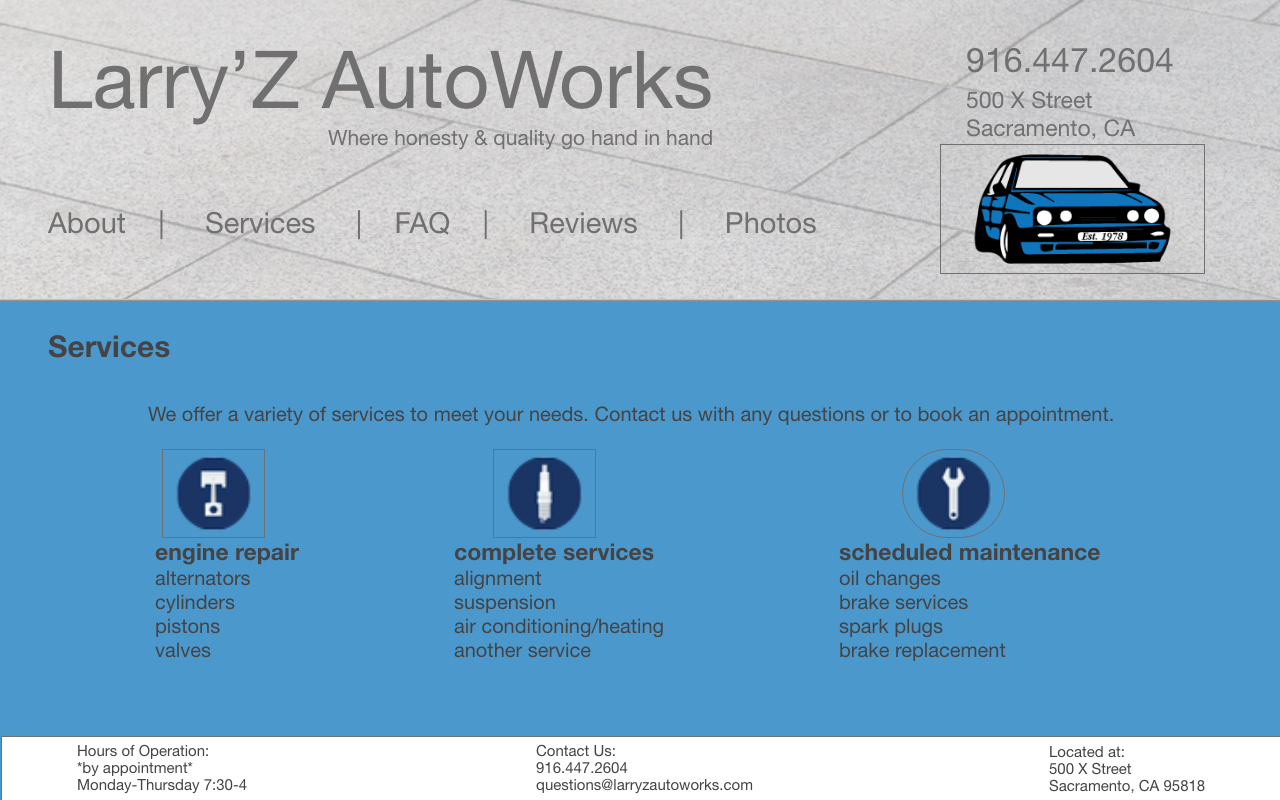 Larry’Z AutoWorks
Where honesty & quality go hand in hand
916.447.2604
500 X Street
Sacramento, CA
Est. 1978
About | Services | FAQ | Reviews | Photos
Services
We offer a variety of services to meet your needs. Contact us with any questions or to book an appointment.
engine repair
alternators
cylinders
pistons
valves
complete services
alignment
suspension
air conditioning/heating
another service
scheduled maintenance
oil changes
brake services
spark plugs
brake replacement
Hours of Operation:
*by appointment*
Monday-Thursday 7:30-4
Contact Us:
916.447.2604
questions@larryzautoworks.com
Located at:
500 X Street
Sacramento, CA 95818